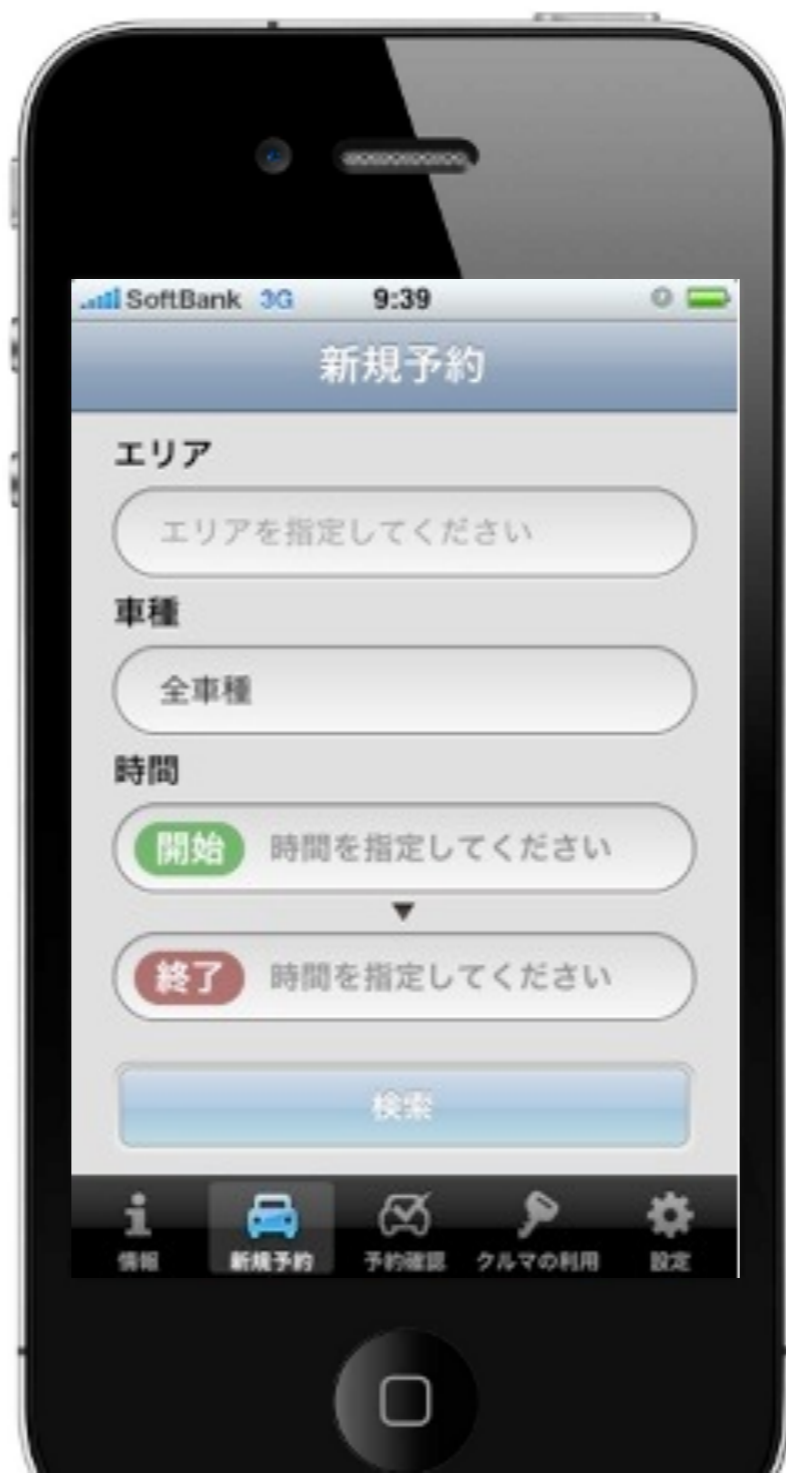 SoftBank 3G 9:39
新規予約
エリア
エリアを指定してください
車種
全車種
時間
開始 時間を指定してください
▼
終了 時間を指定してください
検索
情報 新規予約 予約確認 クルマの利用 設定